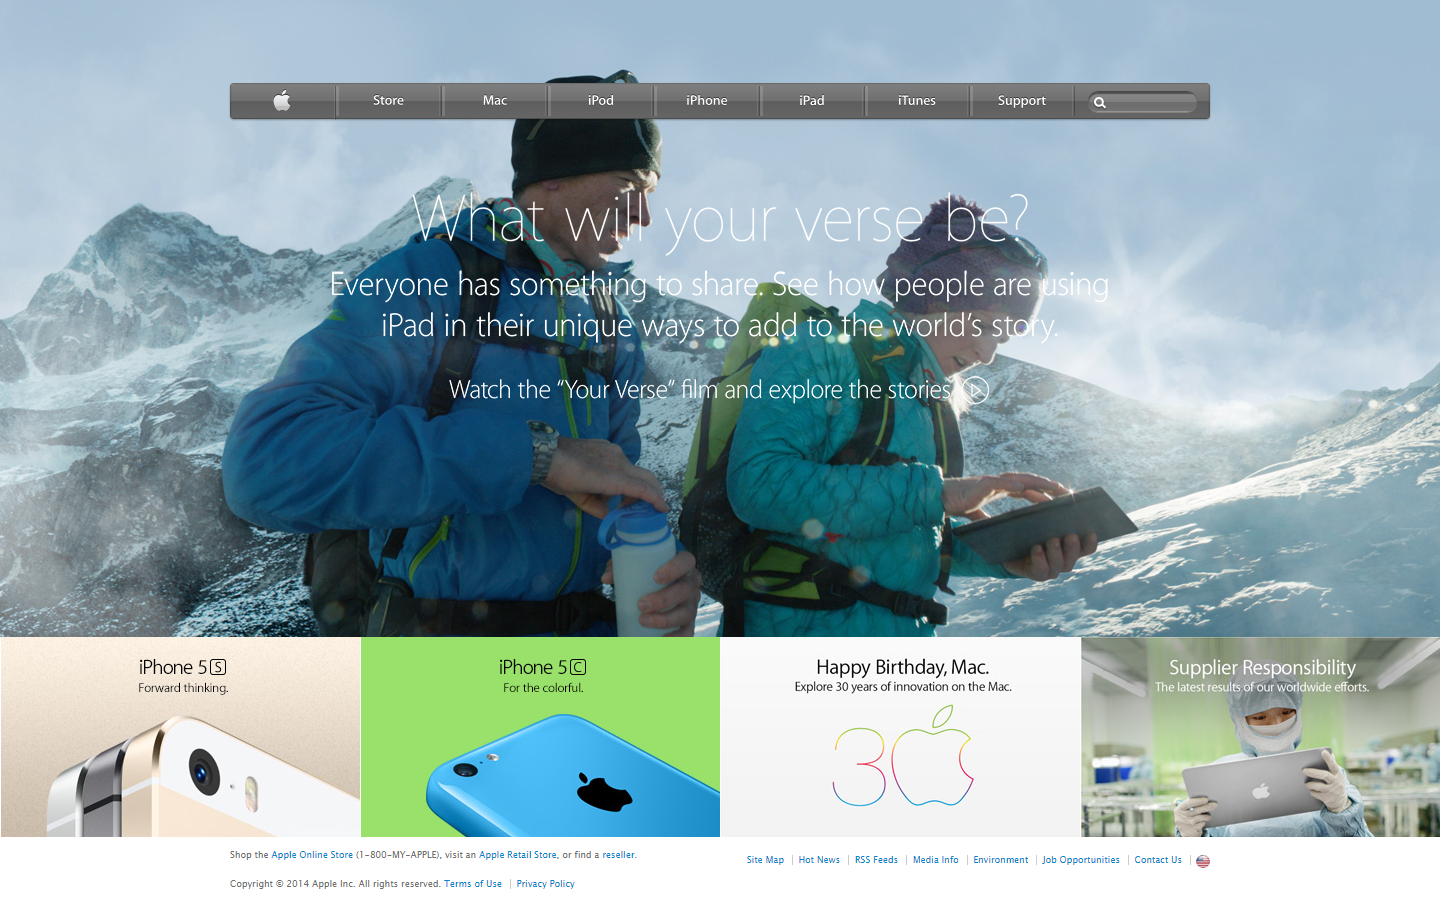 Store
Mac
iPod
iPhone
iPad
iTunes
Support
What will your verse be?
Everyone has something to share. See how people are using
iPad in their unique ways to add to the world's story.
Watch the “Your Verse” film and explore the stories
iPhone 5S
Forward thinking.
iPhone 5C
For the colorful.
Happy Birthday, Mac.
Explore 30 years of innovation on the Mac.
30
Supplier Responsibility
The latest results of our worldwide efforts.
Shop the Apple Online Store (1-800-MY-APPLE), visit an Apple Retail Store, or find a reseller.
Site Map
Hot News
RSS Feeds
Media Info
Environment
Job Opportunities
Contact Us
Copyright © 2014 Apple Inc. All rights reserved. Terms of Use | Privacy Policy